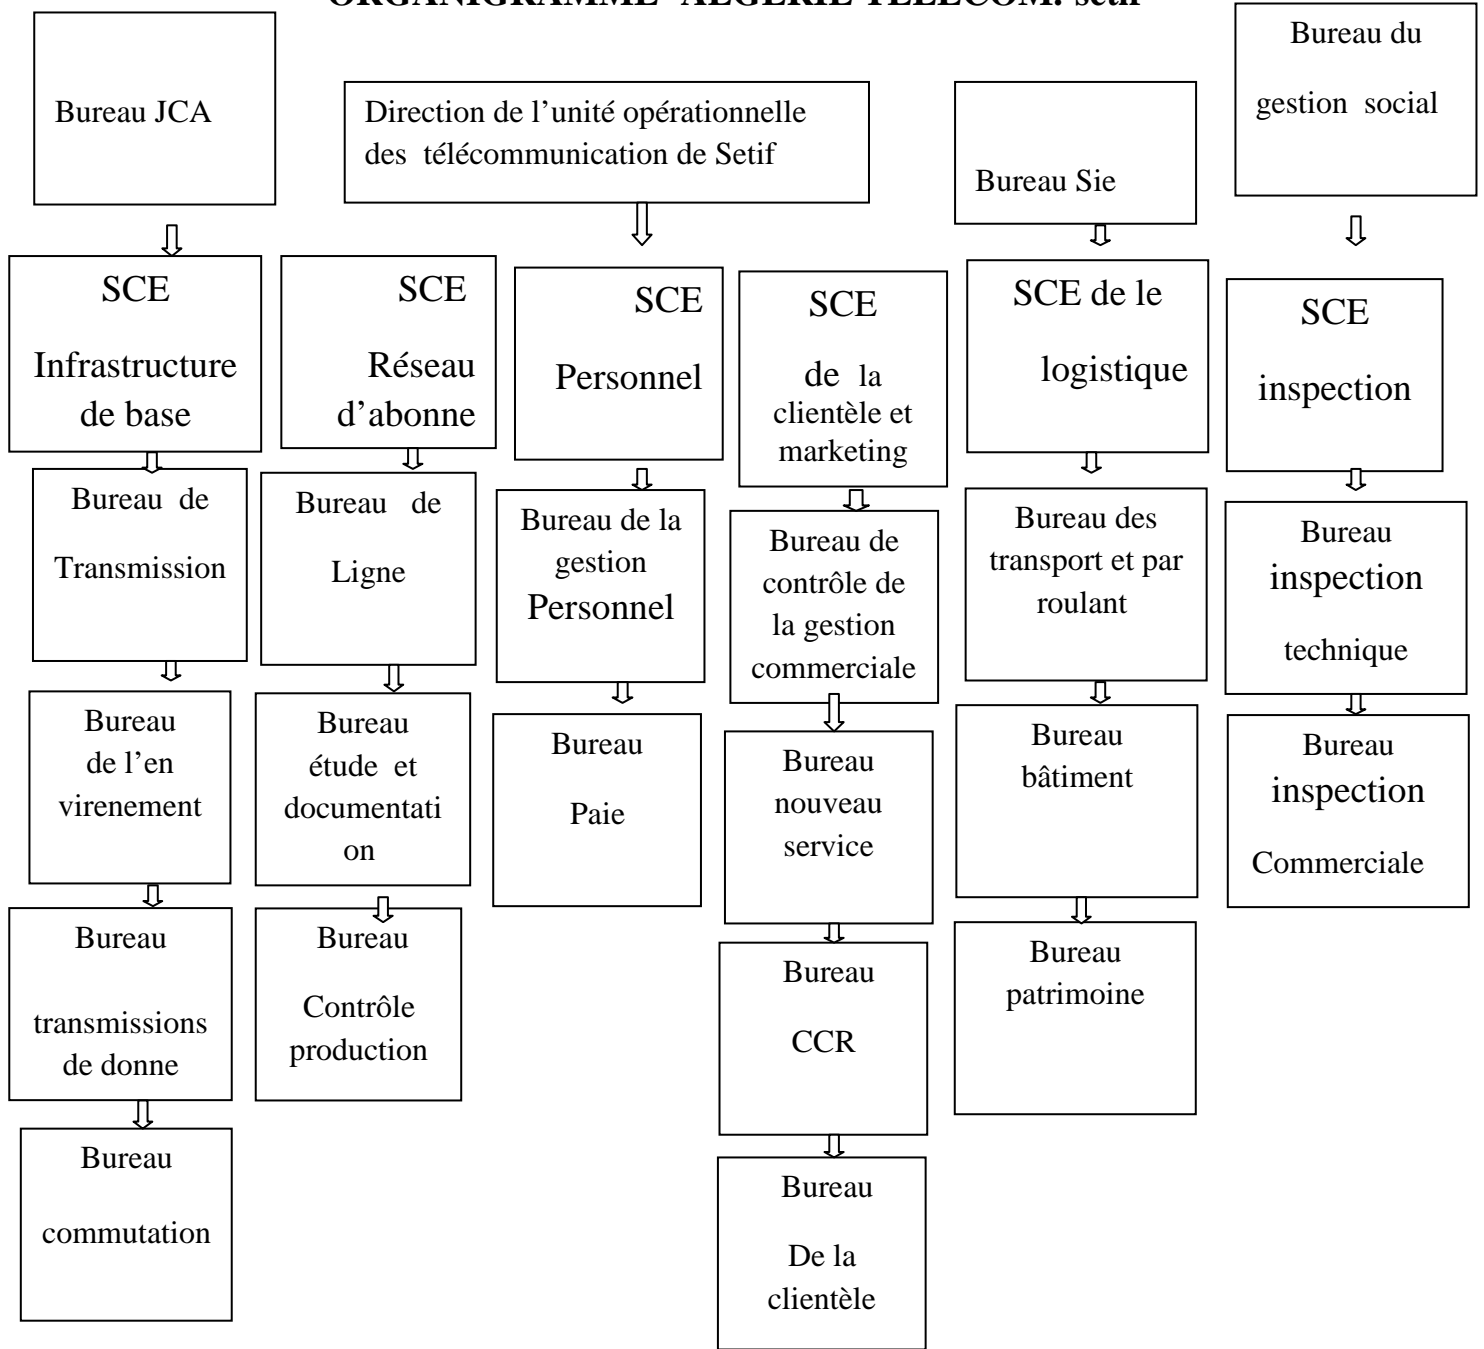 ORGANIGRAMME ALGERIE TELECOM: setif
Bureau JCA
Direction de l’unité opérationnelle
des télécommunication de Setif
Bureau Sie
Bureau du
gestion social
SCE
Infrastructure
de base
SCE
Réseau
d’abonne
SCE
Personnel
SCE
de la
clientèle et
marketing
SCE de le
logistique
SCE
inspection
Bureau de
Transmission
Bureau de
Ligne
Bureau de la
gestion
Personnel
Bureau de
contrôle de
la gestion
commerciale
Bureau des
transport et par
roulant
Bureau
inspection
technique
Bureau
de l’en
virenement
Bureau
étude et
documentati
on
Bureau
Paie
Bureau
nouveau
service
Bureau
bâtiment
Bureau
inspection
Commerciale
Bureau
transmissions
de donne
Bureau
Contrôle
production
Bureau
CCR
Bureau
patrimoine
Bureau
commutation
Bureau
De la
clientèle